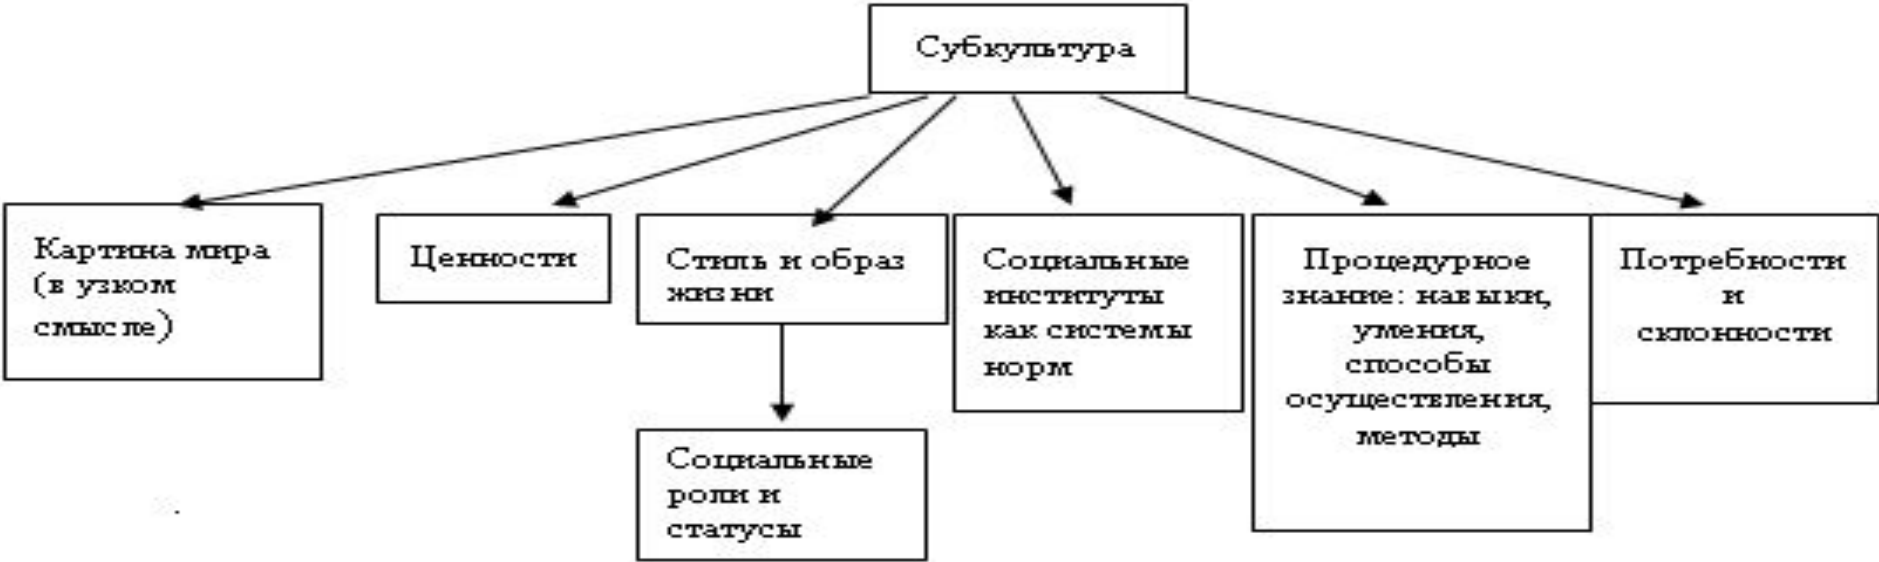 Субкультура
Картина мира
(в узком
смысле)
Ценности
Стиль и образ
жизни
Социальные
институты
как системы
норм
Процедурное
знание: навыки,
умения,
способы
осуществления,
методы
Потребности
и
склонности
Социальные
роли и
статусы